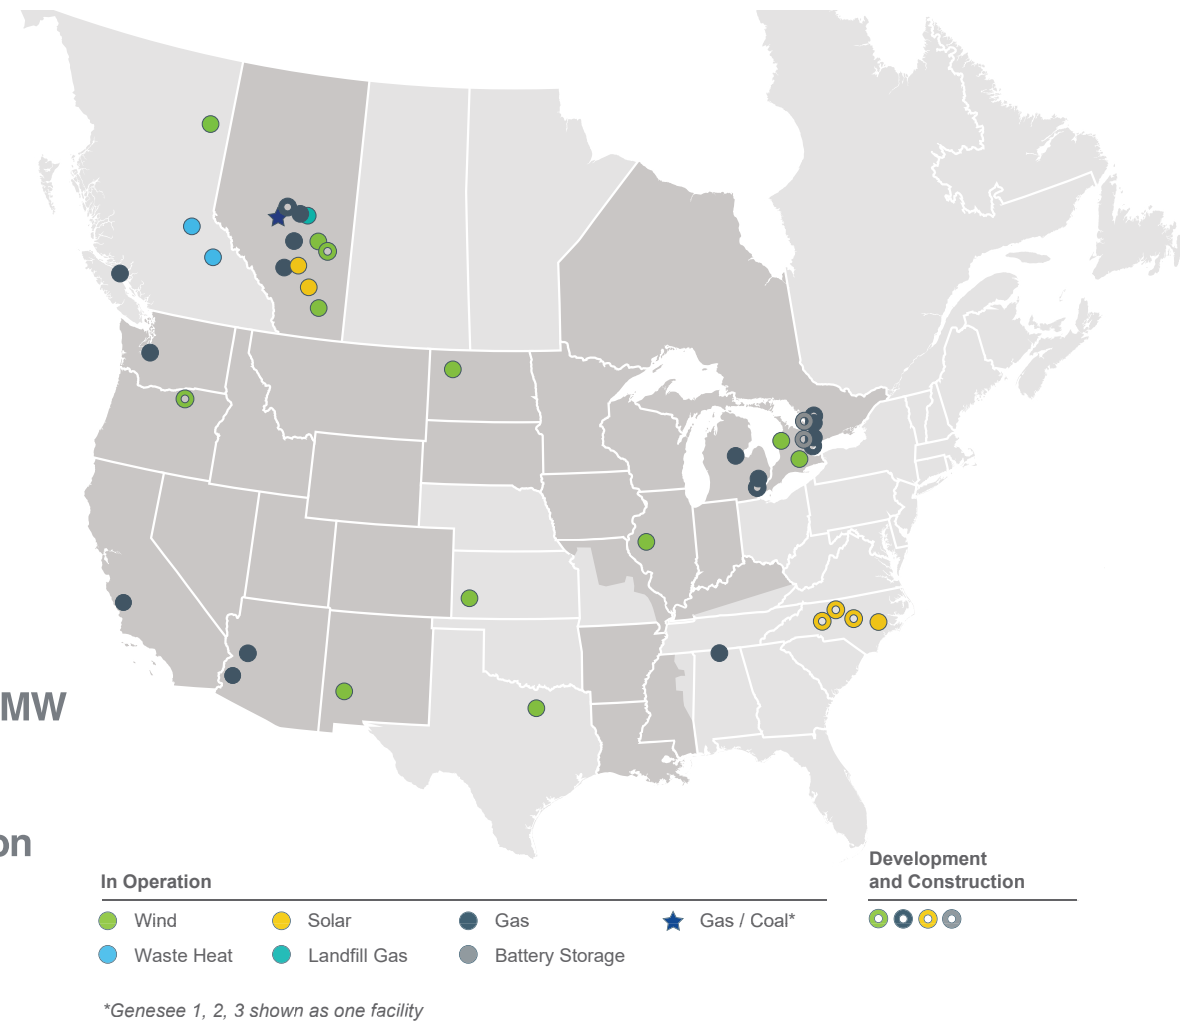 MW
on
In Operation
Wind
Solar
Gas
Gas / Coal*
Waste Heat
Landfill Gas
Battery Storage
Development
and Construction
*Genesee 1, 2, 3 shown as one facility